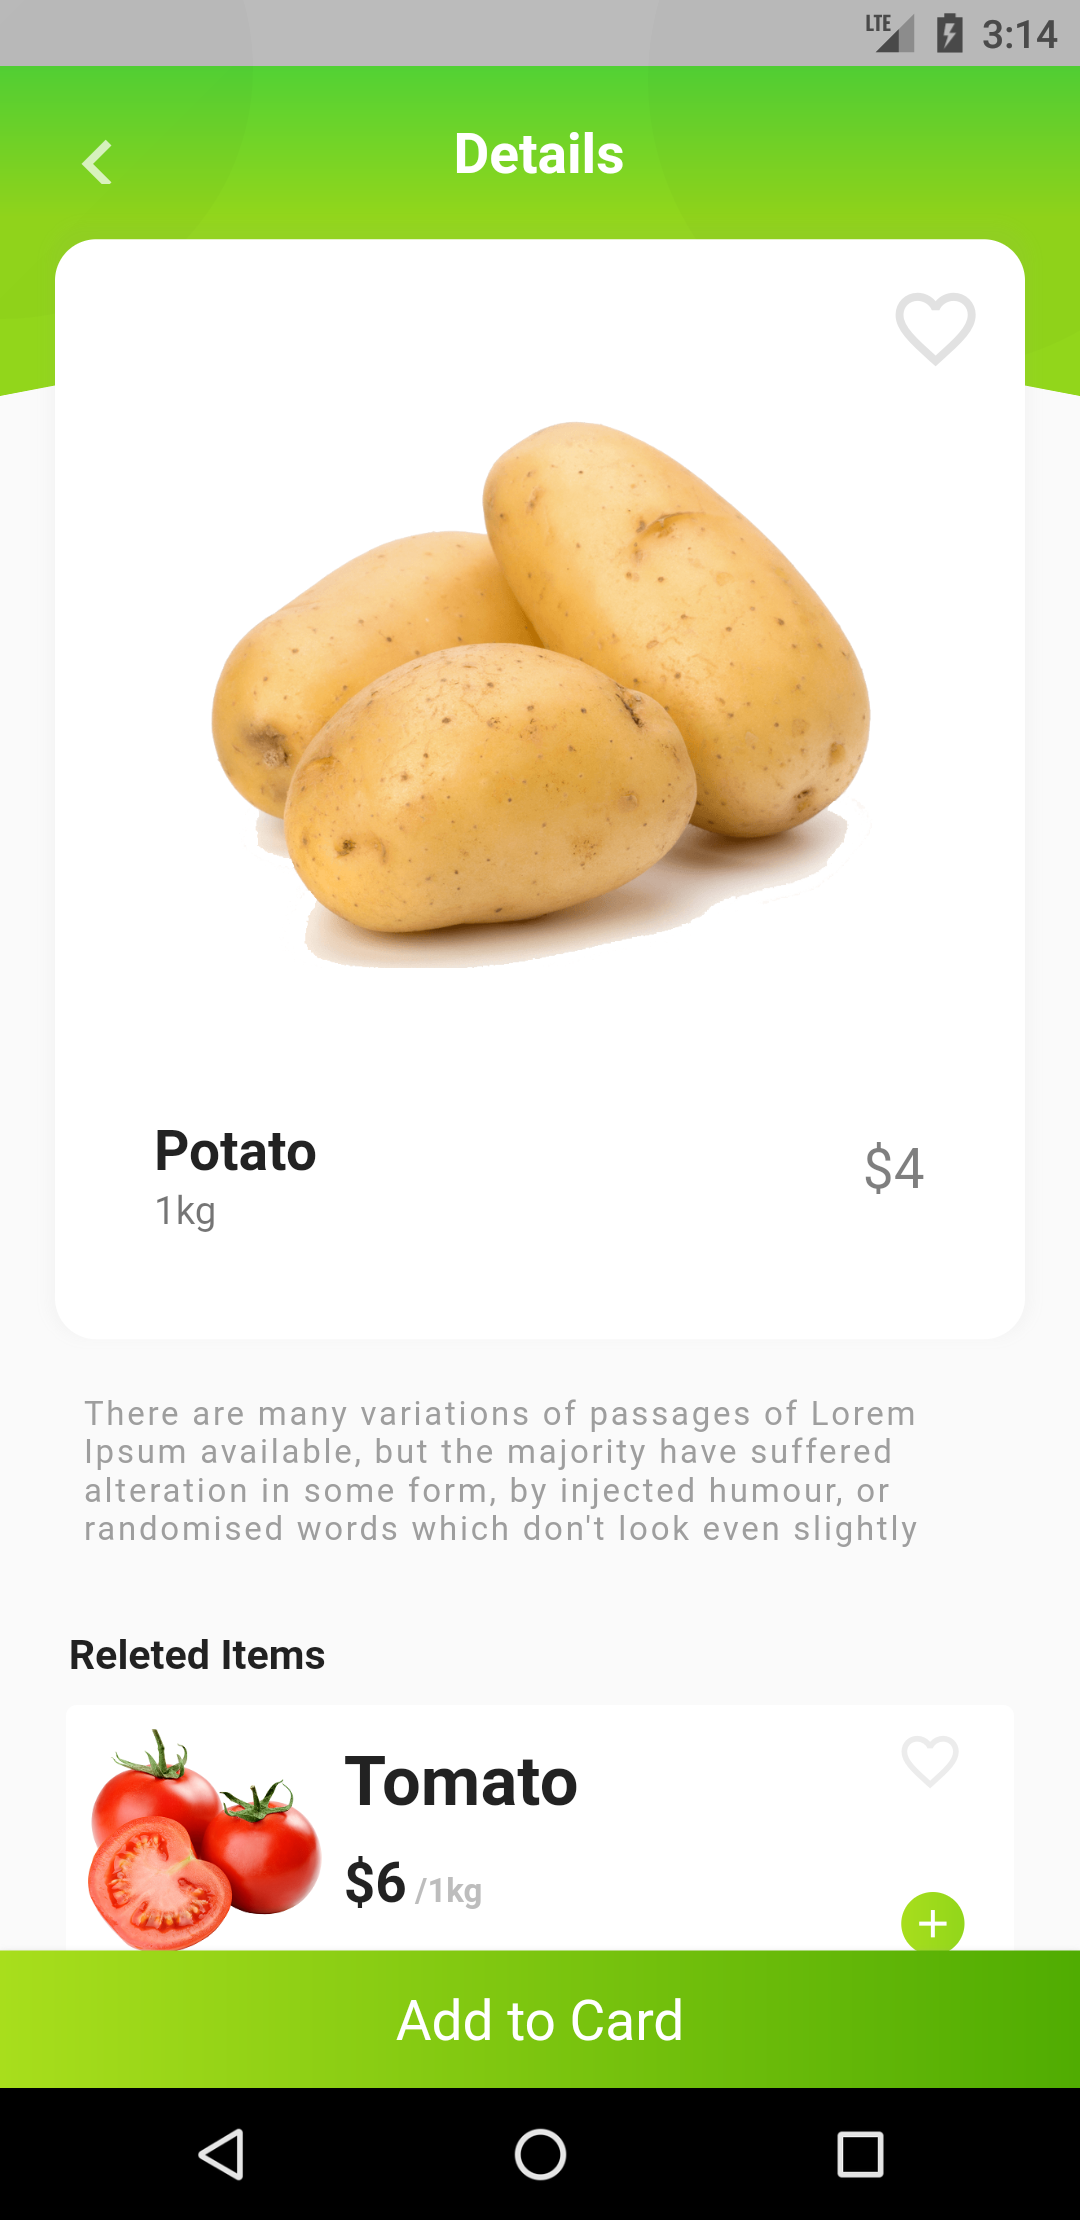 LTE 3:14
Details
Potato
1kg
$4
There are many variations of passages of Lorem
Ipsum available, but the majority have suffered
alteration in some form, by injected humour, or
randomised words which don't look even slightly
Releted Items
Tomato
$6 /1kg
Add to Card